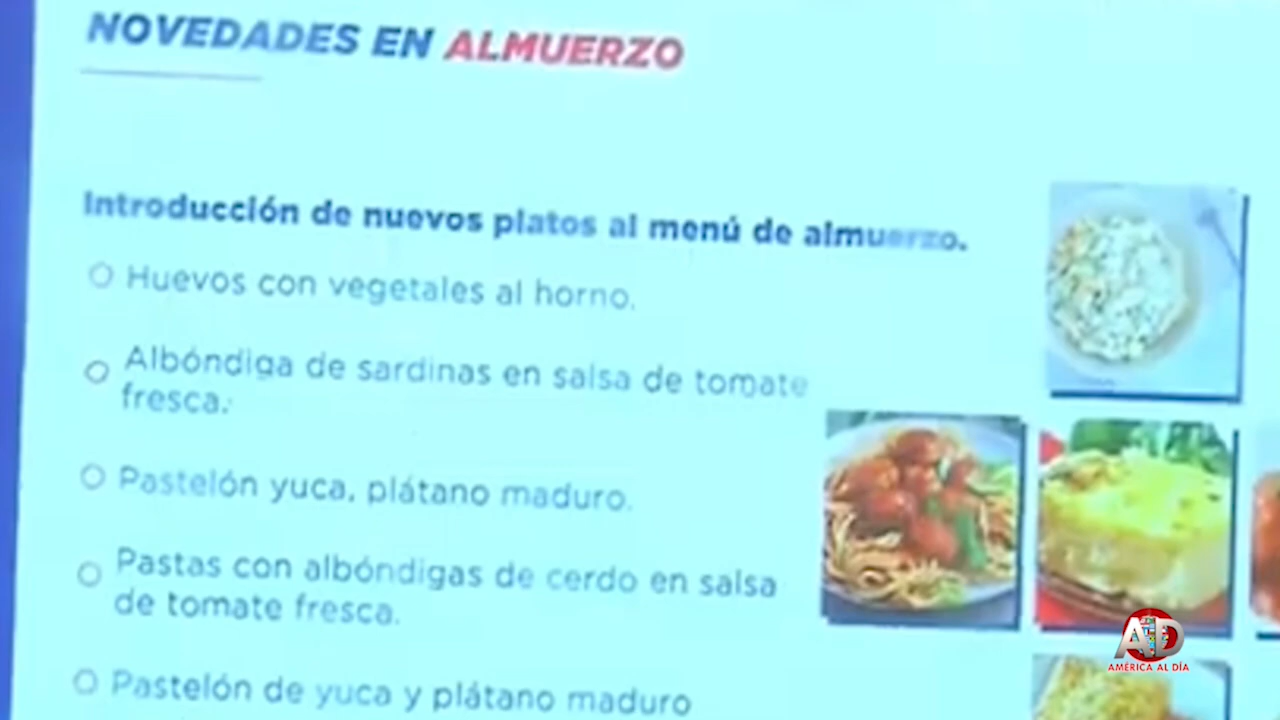 NOVEDADES EN ALMUERZO
Introducción de nuevos platos al menú de almuerzo.
Huevos con vegetales al horno.
Albóndiga de sardinas en salsa de tomate
fresca.
Pastelón yuca, plátano maduro.
Pastas con albóndigas de cerdo en salsa
de tomate fresca.
Pastelón de yuca y plátano maduro
AD
AMÉRICA AL DÍA